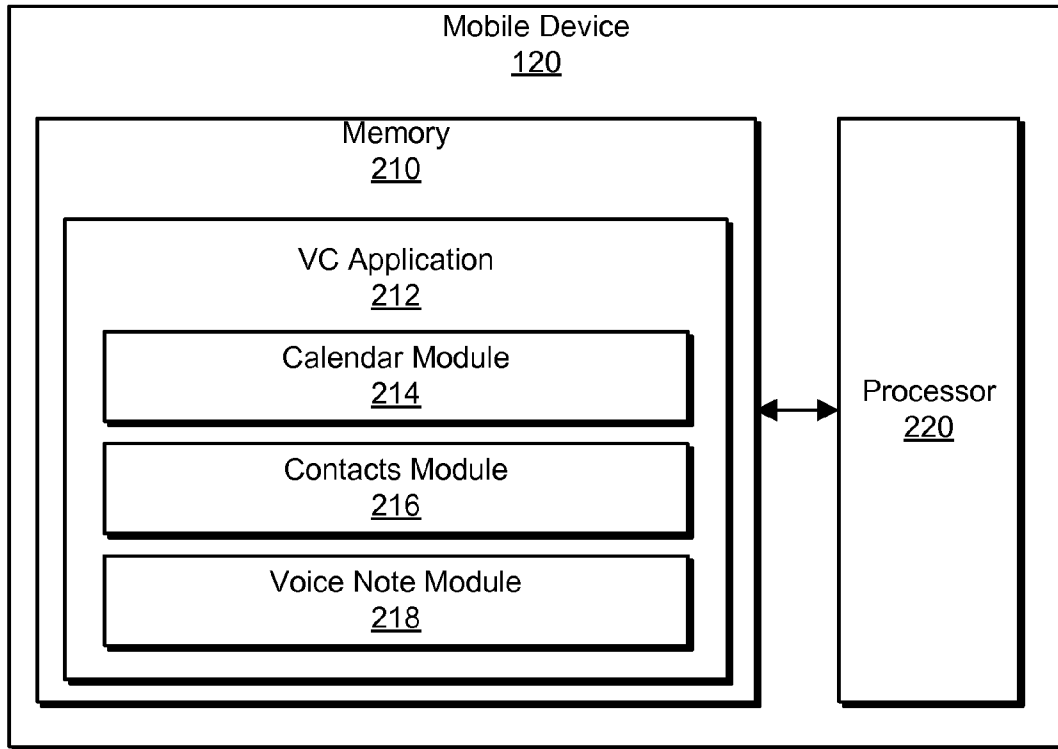 Mobile Device
120
Memory
210
VC Application
212
Calendar Module
214
Contacts Module
216
Voice Note Module
218
Processor
220